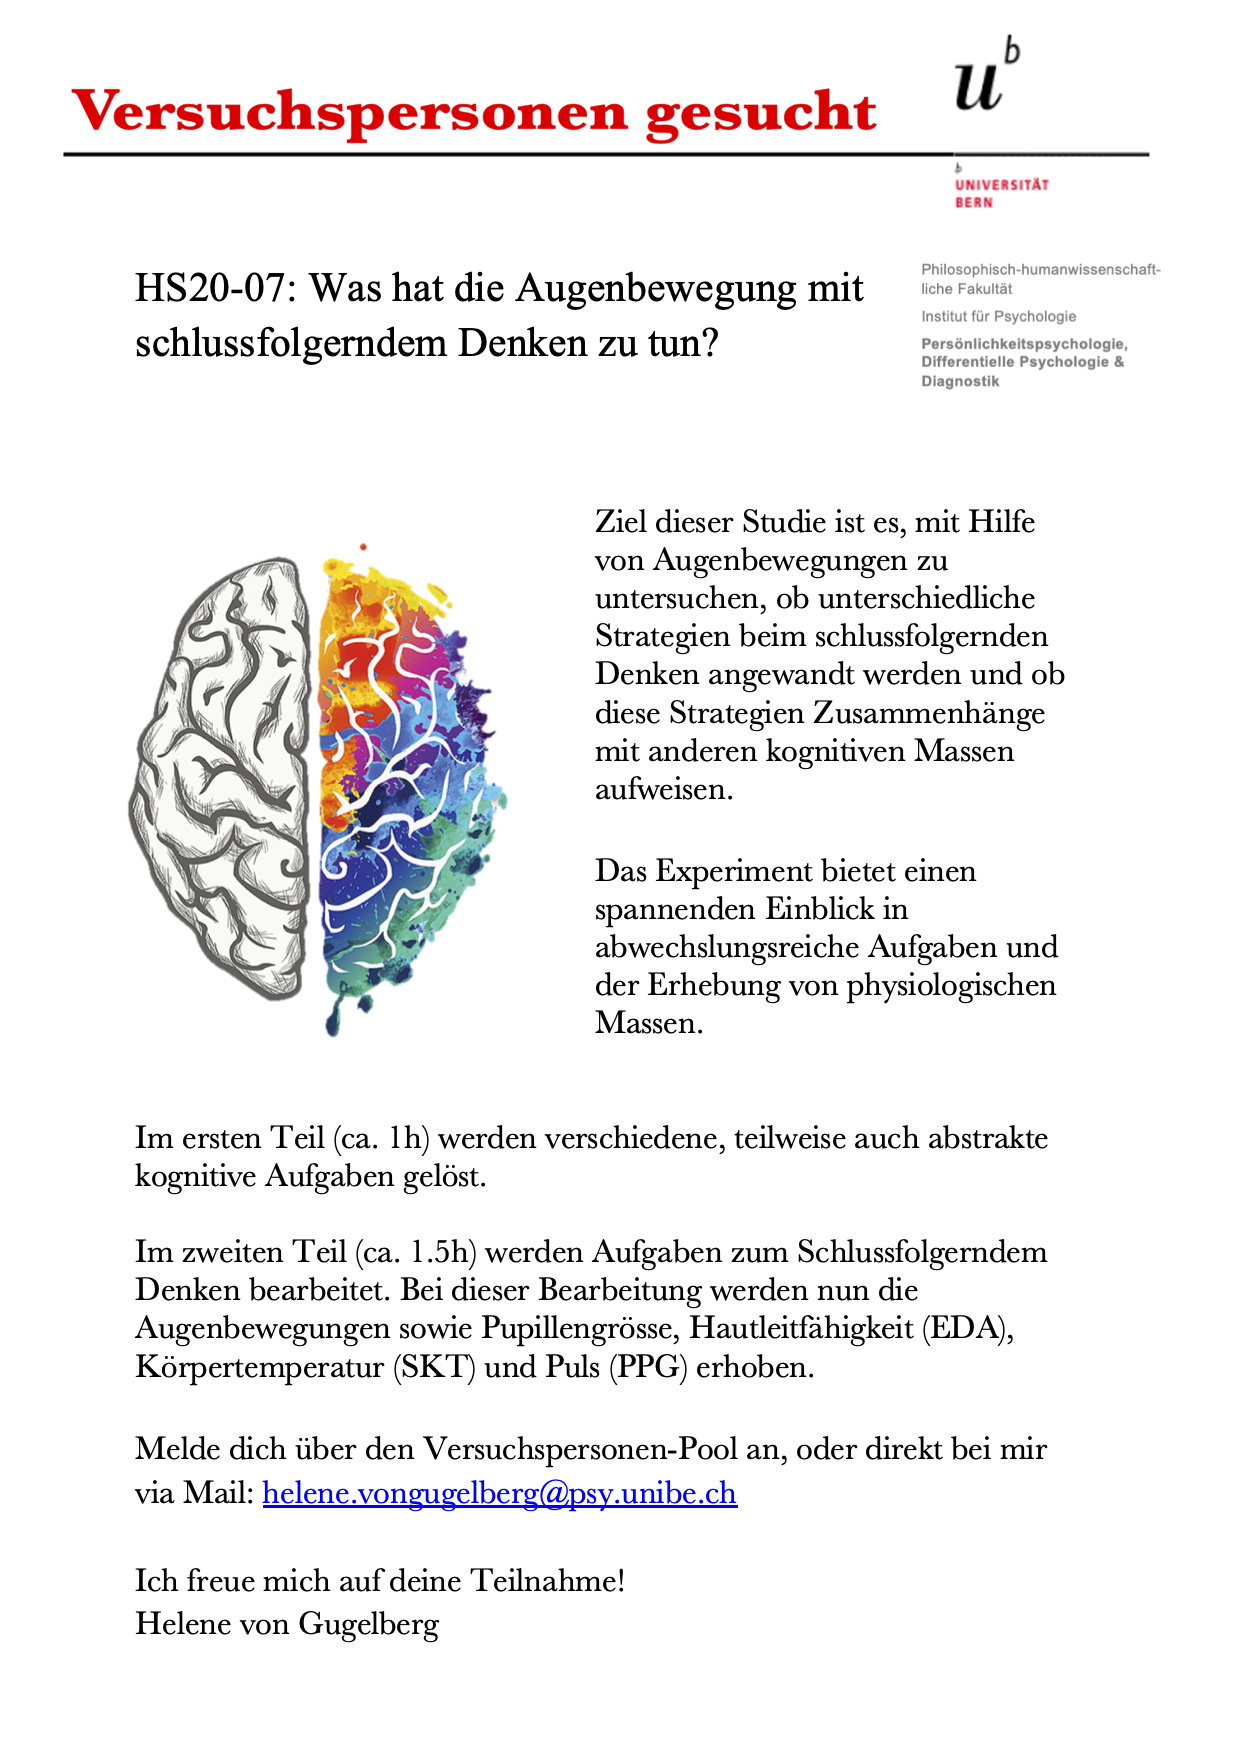 Versuchspersonen gesucht
u^b
b
UNIVERSITÄT
BERN
HS20-07: Was hat die Augenbewegung mit
schlussfolgerndem Denken zu tun?
Philosophisch-humanwissenschaft-
liche Fakultät
Institut für Psychologie
Persönlichkeitspsychologie,
Differentielle Psychologie &
Diagnostik
Ziel dieser Studie ist es, mit Hilfe
von Augenbewegungen zu
untersuchen, ob unterschiedliche
Strategien beim schlussfolgernden
Denken angewandt werden und ob
diese Strategien Zusammenhänge
mit anderen kognitiven Massen
aufweisen.
Das Experiment bietet einen
spannenden Einblick in
abwechslungsreiche Aufgaben und
der Erhebung von physiologischen
Massen.
Im ersten Teil (ca. 1h) werden verschiedene, teilweise auch abstrakte
kognitive Aufgaben gelöst.
Im zweiten Teil (ca. 1.5h) werden Aufgaben zum Schlussfolgerndem
Denken bearbeitet. Bei dieser Bearbeitung werden nun die
Augenbewegungen sowie Pupillengrösse, Hautleitfähigkeit (EDA),
Körpertemperatur (SKT) und Puls (PPG) erhoben.
Melde dich über den Versuchspersonen-Pool an, oder direkt bei mir
via Mail: helene.vongugelberg@psy.unibe.ch
Ich freue mich auf deine Teilnahme!
Helene von Gugelberg